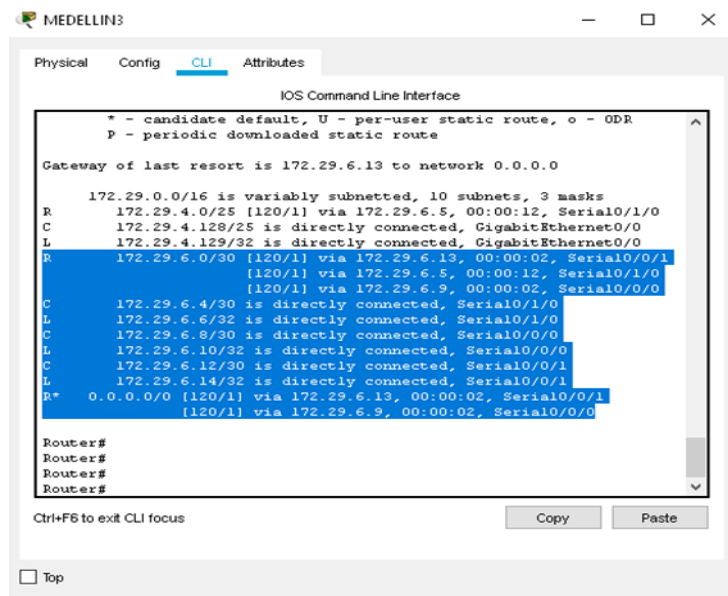 MEDELLIN3
Physical Config CLI Attributes
IOS Command Line Interface
* - candidate default, U - per-user static route, o - ODR
P - periodic downloaded static route
Gateway of last resort is 172.29.6.13 to network 0.0.0.0
172.29.0.0/16 is variably subnetted, 10 subnets, 3 masks
R 172.29.4.0/25 [120/1] via 172.29.6.5, 00:00:12, Serial0/1/0
C 172.29.4.128/25 is directly connected, GigabitEthernet0/0
L 172.29.4.129/32 is directly connected, GigabitEthernet0/0
R 172.29.6.0/30 [120/1] via 172.29.6.13, 00:00:02, Serial0/0/1
[120/1] via 172.29.6.5, 00:00:12, Serial0/1/0
[120/1] via 172.29.6.9, 00:00:02, Serial0/0/0
C 172.29.6.4/30 is directly connected, Serial0/1/0
L 172.29.6.6/32 is directly connected, Serial0/1/0
C 172.29.6.8/30 is directly connected, Serial0/0/0
L 172.29.6.10/32 is directly connected, Serial0/0/0
C 172.29.6.12/30 is directly connected, Serial0/0/1
L 172.29.6.14/32 is directly connected, Serial0/0/1
R* 0.0.0.0/0 [120/1] via 172.29.6.13, 00:00:02, Serial0/0/1
[120/1] via 172.29.6.9, 00:00:02, Serial0/0/0
Router#
Router#
Router#
Router#
Ctrl+F6 to exit CLI focus
Copy Paste
Top